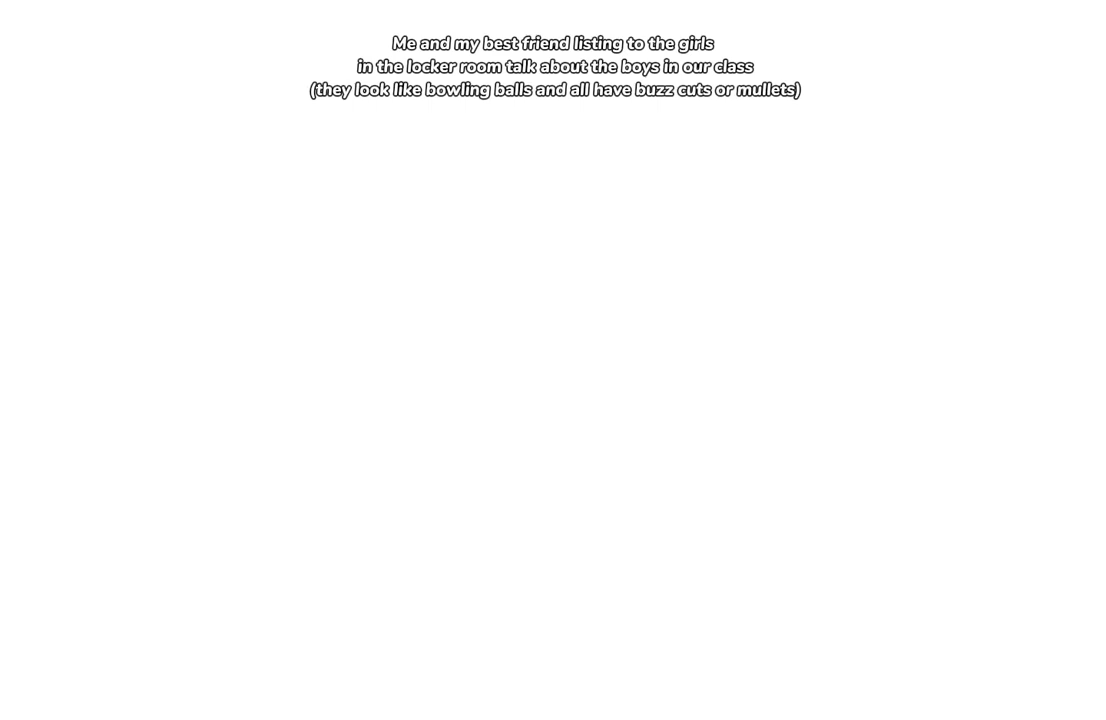 Me and my best friend listing to the girls
in the locker room talk about the boys in our class
(they look like bowling balls and all have buzz cuts or mullets)